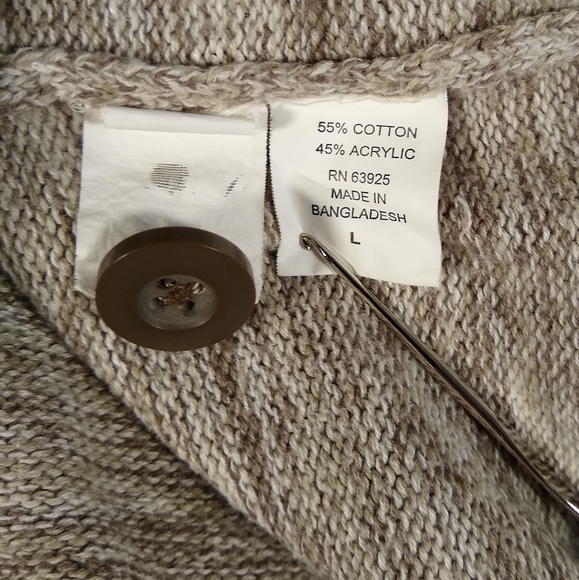 55% COTTON
45% ACRYLIC
RN 63925
MADE IN
BANGLADESH
L